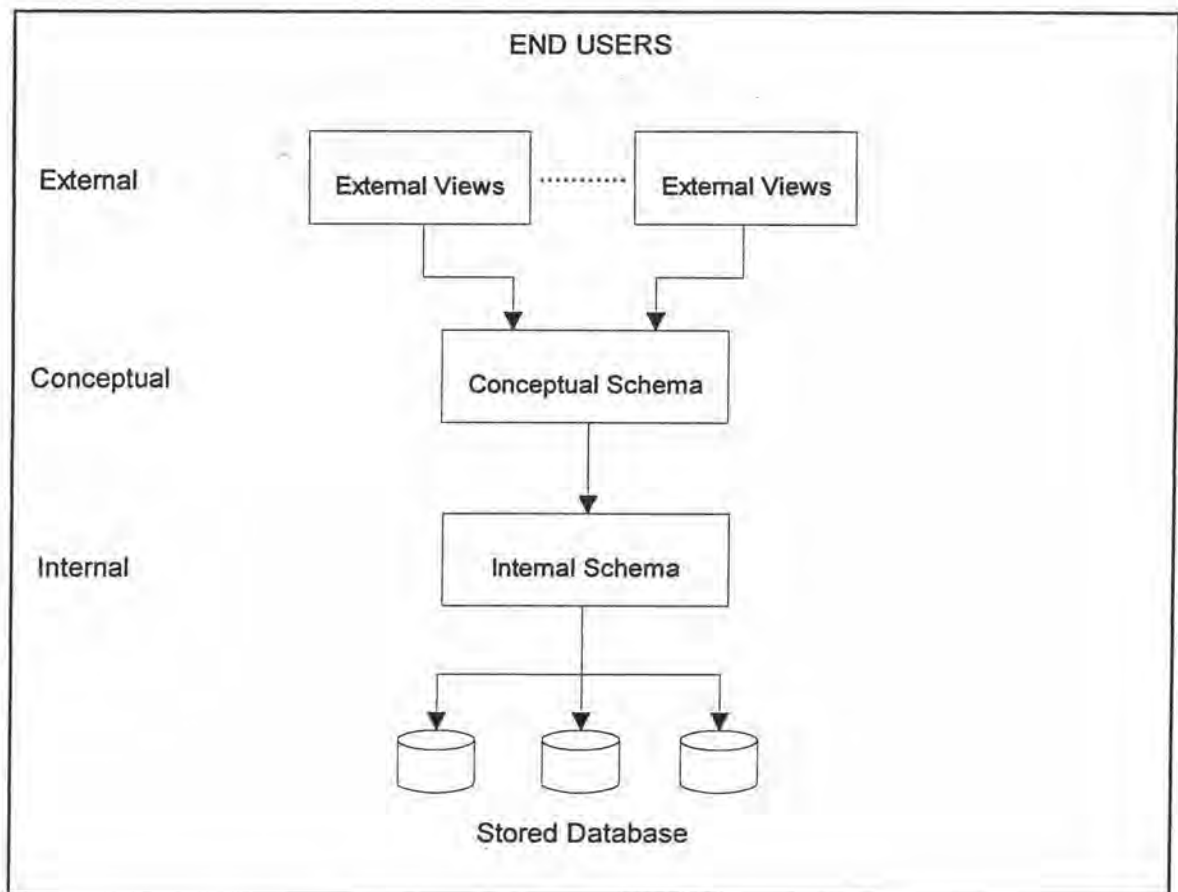 END USERS
External
External Views
External Views
Conceptual
Conceptual Schema
Internal
Internal Schema
Stored Database